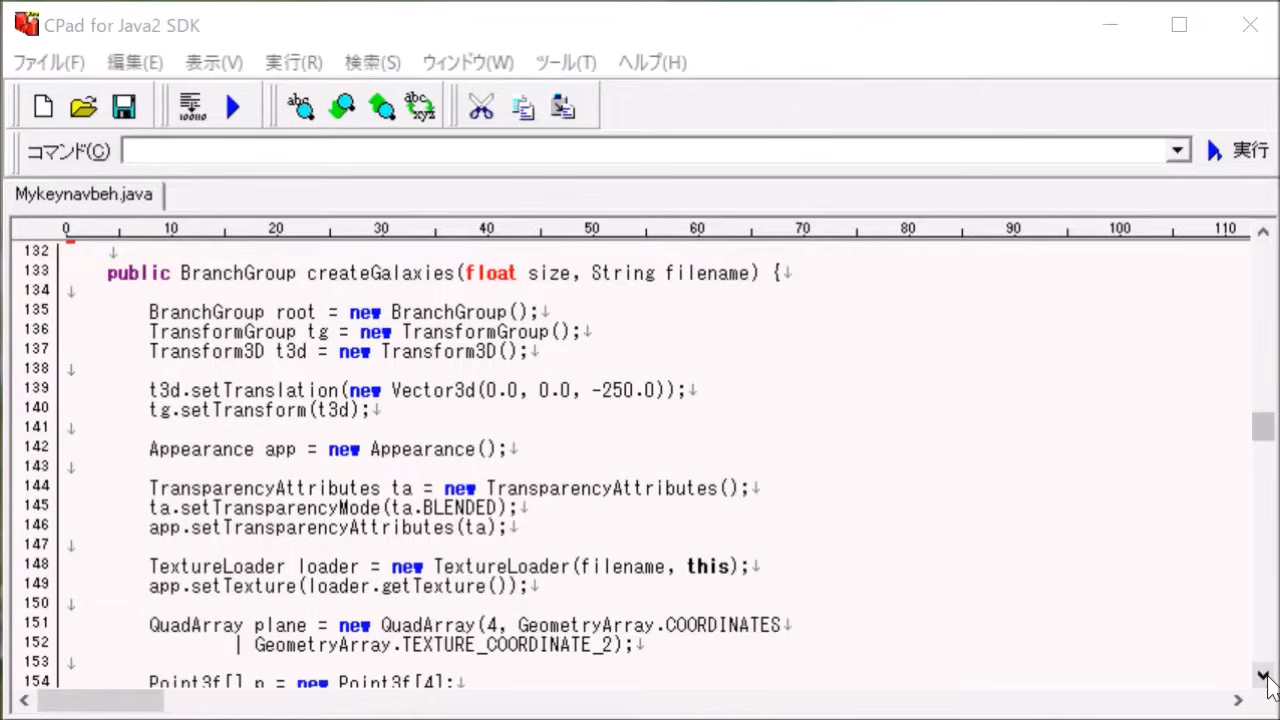 CPad for Java2 SDK
ファイル(F) 編集(E) 表示(V) 実行(R) 検索(S) ウィンドウ(W) ツール(T) ヘルプ(H)
コマンド(C) 実行
Mykeynavbeh.java
0 10 20 30 40 50 60 70 80 90 100 110
132 ↓
133 public BranchGroup createGalaxies(float size, String filename) {↓
134 ↓
135 BranchGroup root = new BranchGroup();↓
136 TransformGroup tg = new TransformGroup();↓
137 Transform3D t3d = new Transform3D();↓
138 ↓
139 t3d.setTranslation(new Vector3d(0.0, 0.0, -250.0));↓
140 tg.setTransform(t3d);↓
141 ↓
142 Appearance app = new Appearance();↓
143 ↓
144 TransparencyAttributes ta = new TransparencyAttributes();↓
145 ta.setTransparencyMode(ta.BLENDED);↓
146 app.setTransparencyAttributes(ta);↓
147 ↓
148 TextureLoader loader = new TextureLoader(filename, this);↓
149 app.setTexture(loader.getTexture());↓
150 ↓
151 QuadArray plane = new QuadArray(4, GeometryArray.COORDINATES↓
152 | GeometryArray.TEXTURE_COORDINATE_2);↓
153 ↓
154 Point3f[] p = new Point3f[4];↓